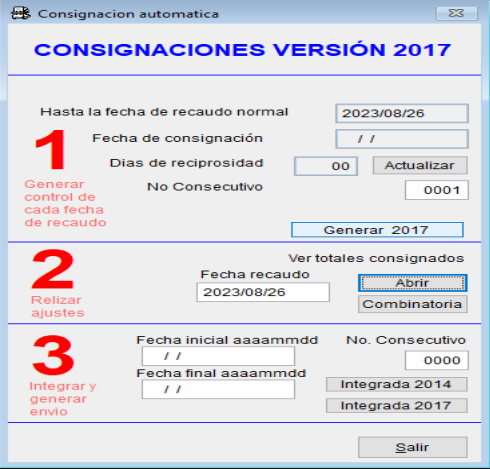 Consignacion automatica
CONSIGNACIONES VERSIÓN 2017
Hasta la fecha de recaudo normal 2023/08/26
Fecha de consignación / /
Dias de reciprosidad 00 Actualizar
No Consecutivo 0001
1
Generar
control de
cada fecha
de recaudo
Generar 2017
2
Relizar
ajustes
Ver totales consignados
Fecha recaudo
2023/08/26
Abrir
Combinatoria
3
Integrar y
generar
envio
Fecha inicial aaaammdd
/ /
Fecha final aaaammdd
/ /
No. Consecutivo
0000
Integrada 2014
Integrada 2017
Salir